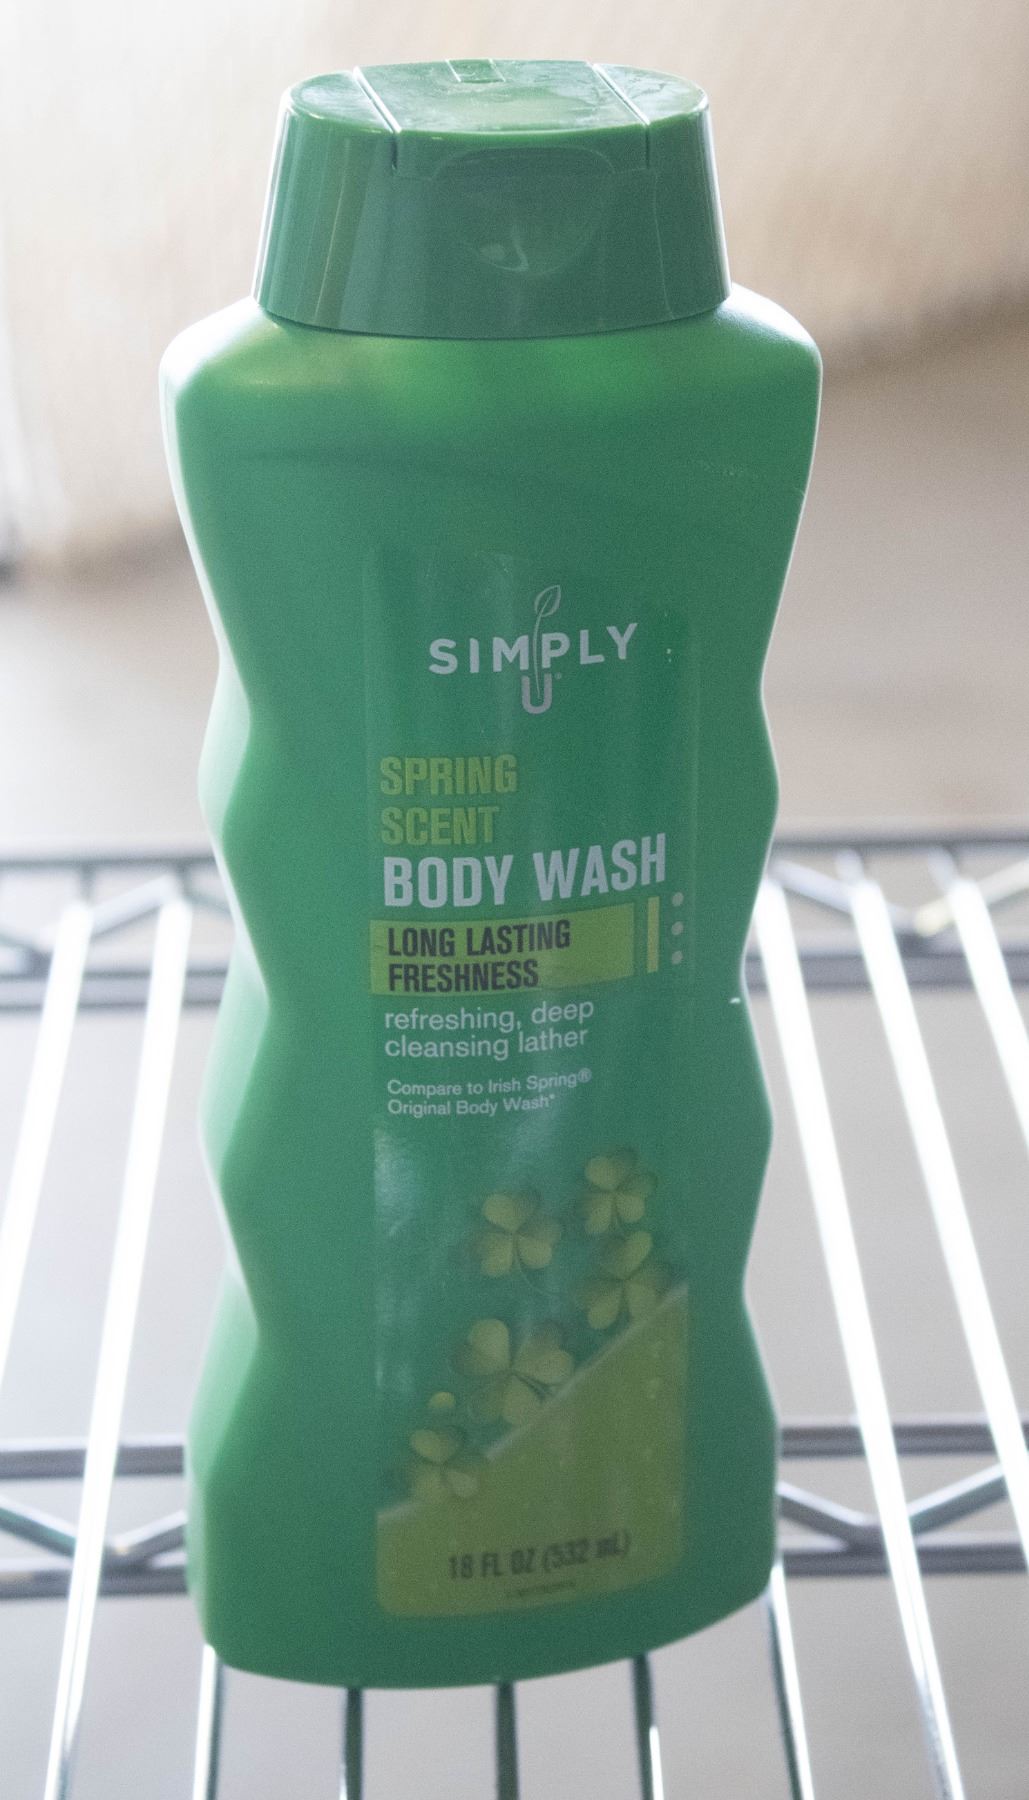 SIMPLY
U®
SPRING
SCENT
BODY WASH
LONG LASTING
FRESHNESS
refreshing, deep
cleansing lather
Compare to Irish Spring®
Original Body Wash*
18 FL OZ (532 mL)